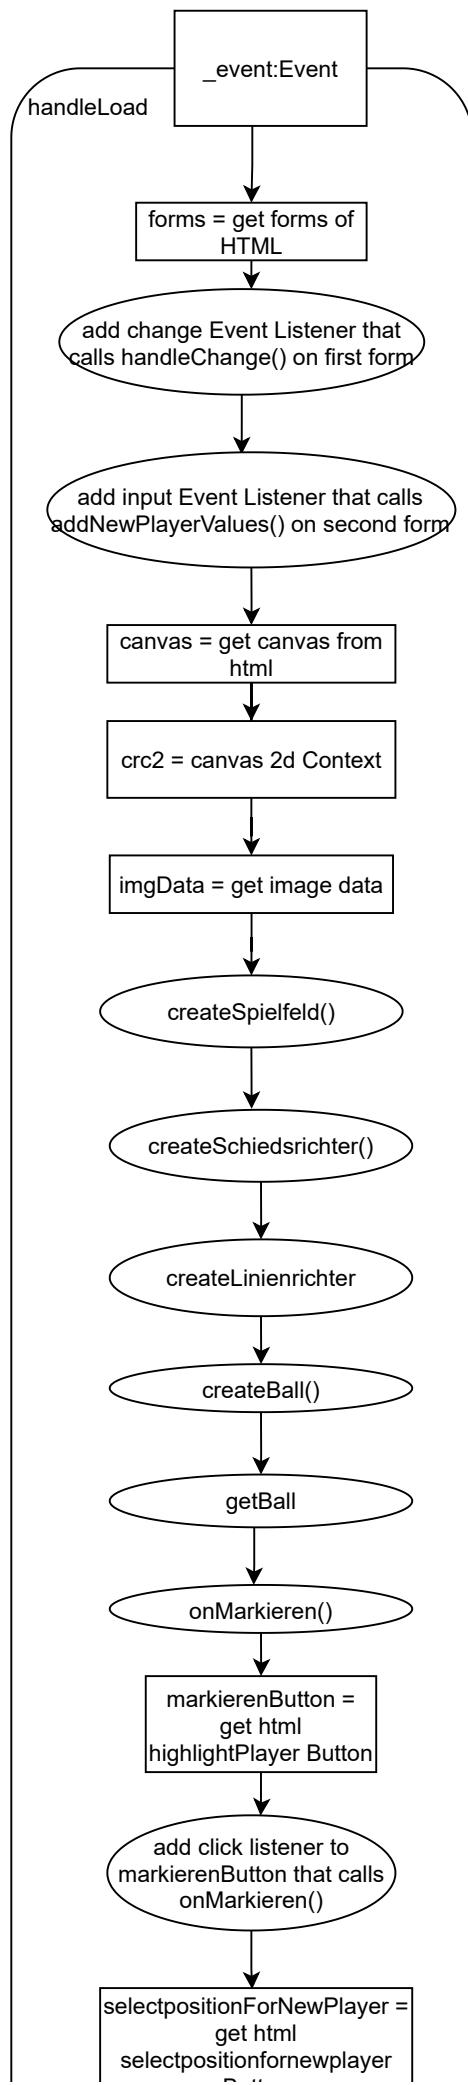 _event:Event
handleLoad
forms = get forms of
HTML
add change Event Listener that
calls handleChange() on first form
add input Event Listener that calls
addNewPlayerValues() on second form
canvas = get canvas from
html
crc2 = canvas 2d Context
imgData = get image data
createSpielfeld()
createSchiedsrichter()
createLinienrichter
createBall()
getBall
onMarkieren()
markierenButton =
get html
highlightPlayer Button
add click listener to
markierenButton that calls
onMarkieren()
selectpositionForNewPlayer =
get html
selectpositionfornewplayer